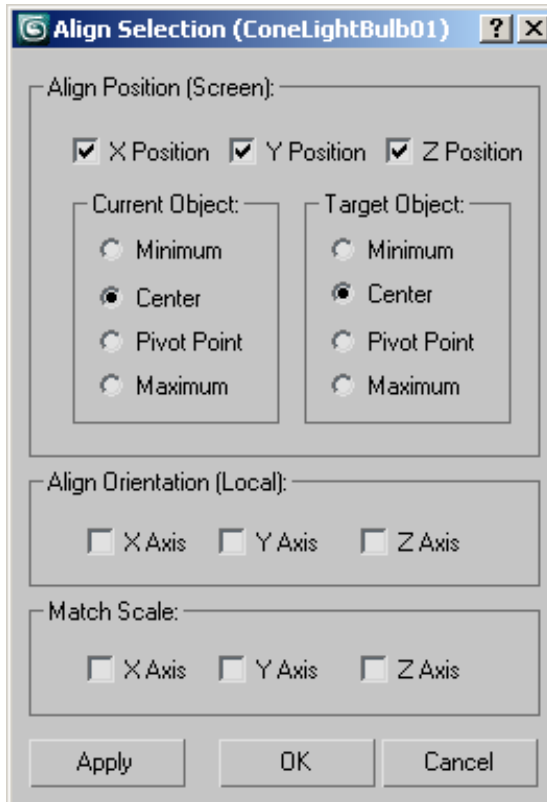 Align Selection (ConeLightBulb01)
Align Position (Screen):
X Position Y Position Z Position
Current Object: Target Object:
Minimum Minimum
Center Center
Pivot Point Pivot Point
Maximum Maximum
Align Orientation (Local):
X Axis Y Axis Z Axis
Match Scale:
X Axis Y Axis Z Axis
Apply OK Cancel